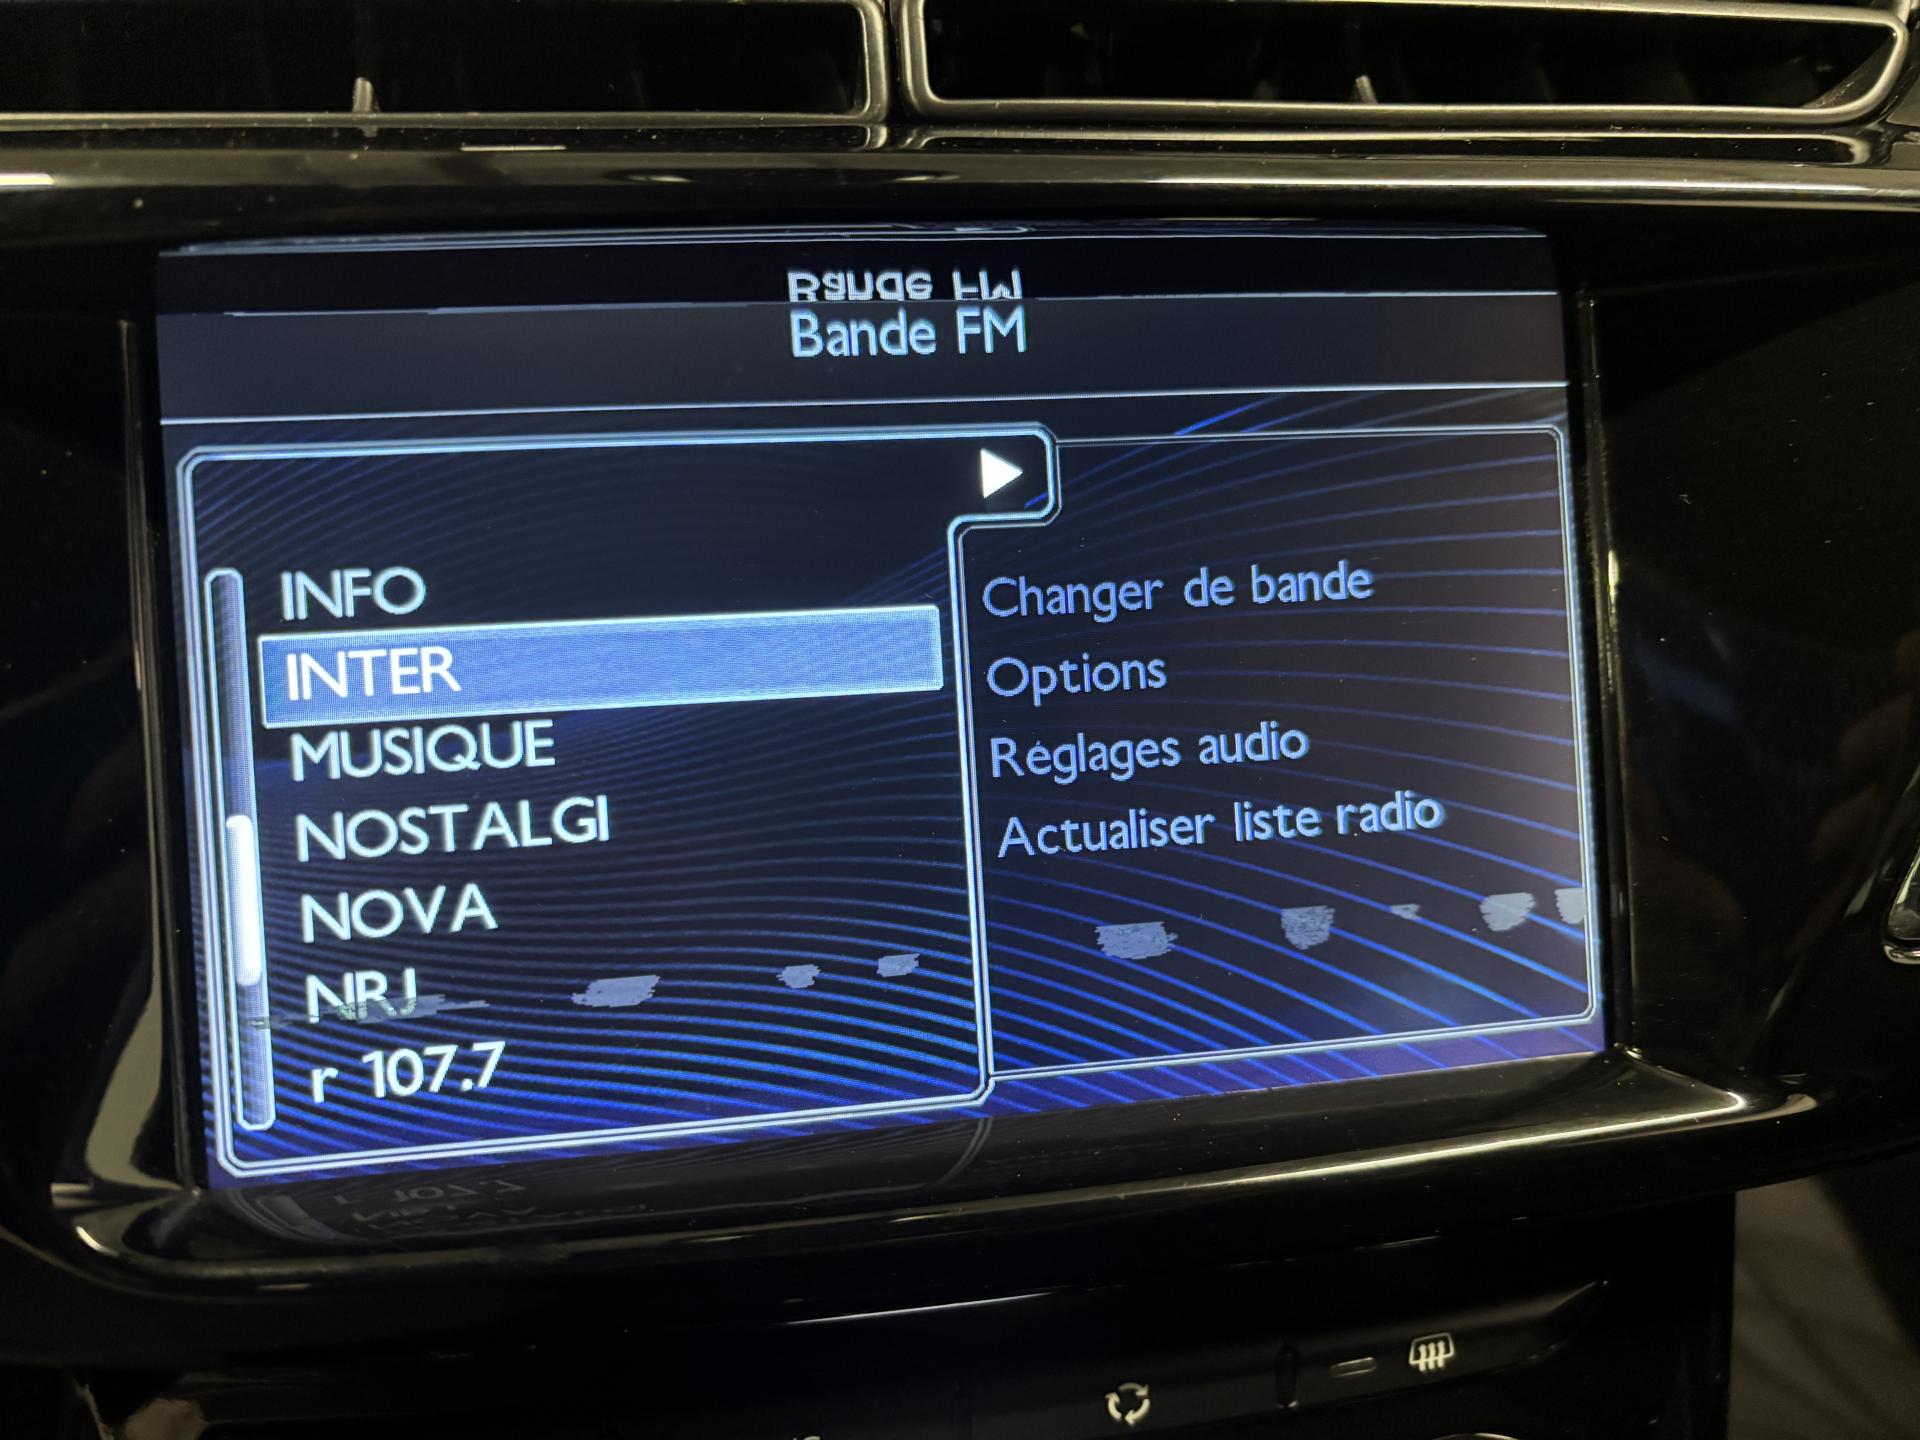 Bande FM
INFO
INTER
MUSIQUE
NOSTALGI
NOVA
NRJ
r 107.7
Changer de bande
Options
Réglages audio
Actualiser liste radio